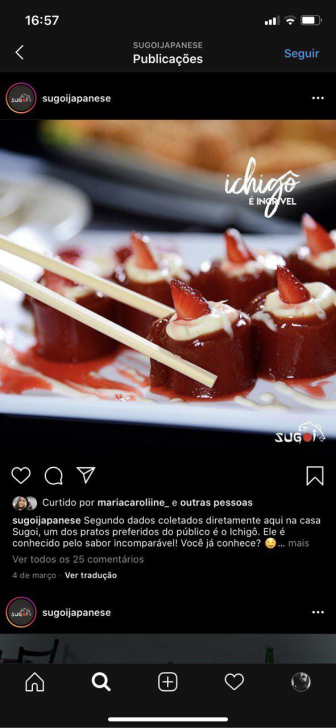 16:57
SUGOIJAPANESE
Publicações
Seguir
sugoijapanese
ichigô
É INCRÍVEL
SUGOI
Curtido por mariacaroliine_ e outras pessoas
sugoijapanese Segundo dados coletados diretamente aqui na casa
Sugoi, um dos pratos preferidos do público é o Ichigô. Ele é
conhecido pelo sabor incomparável! Você já conhece? 😋... mais
Ver todos os 25 comentários
4 de março · Ver tradução
sugoijapanese